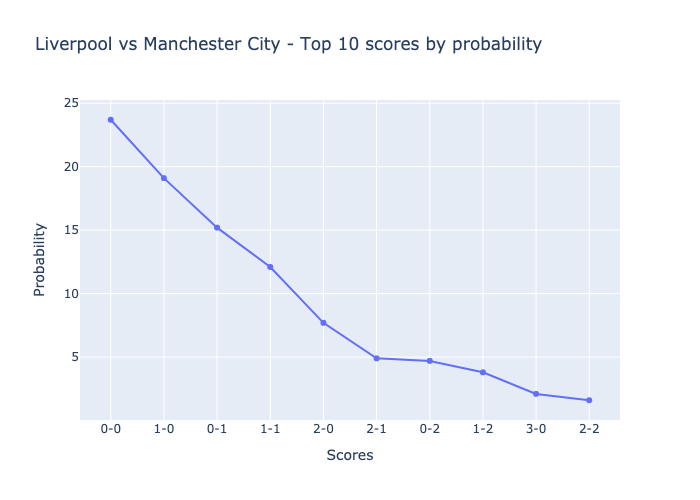 Liverpool vs Manchester City - Top 10 scores by probability
25
20
15
10
5
Probability
0-0 1-0 0-1 1-1 2-0 2-1 0-2 1-2 3-0 2-2
Scores